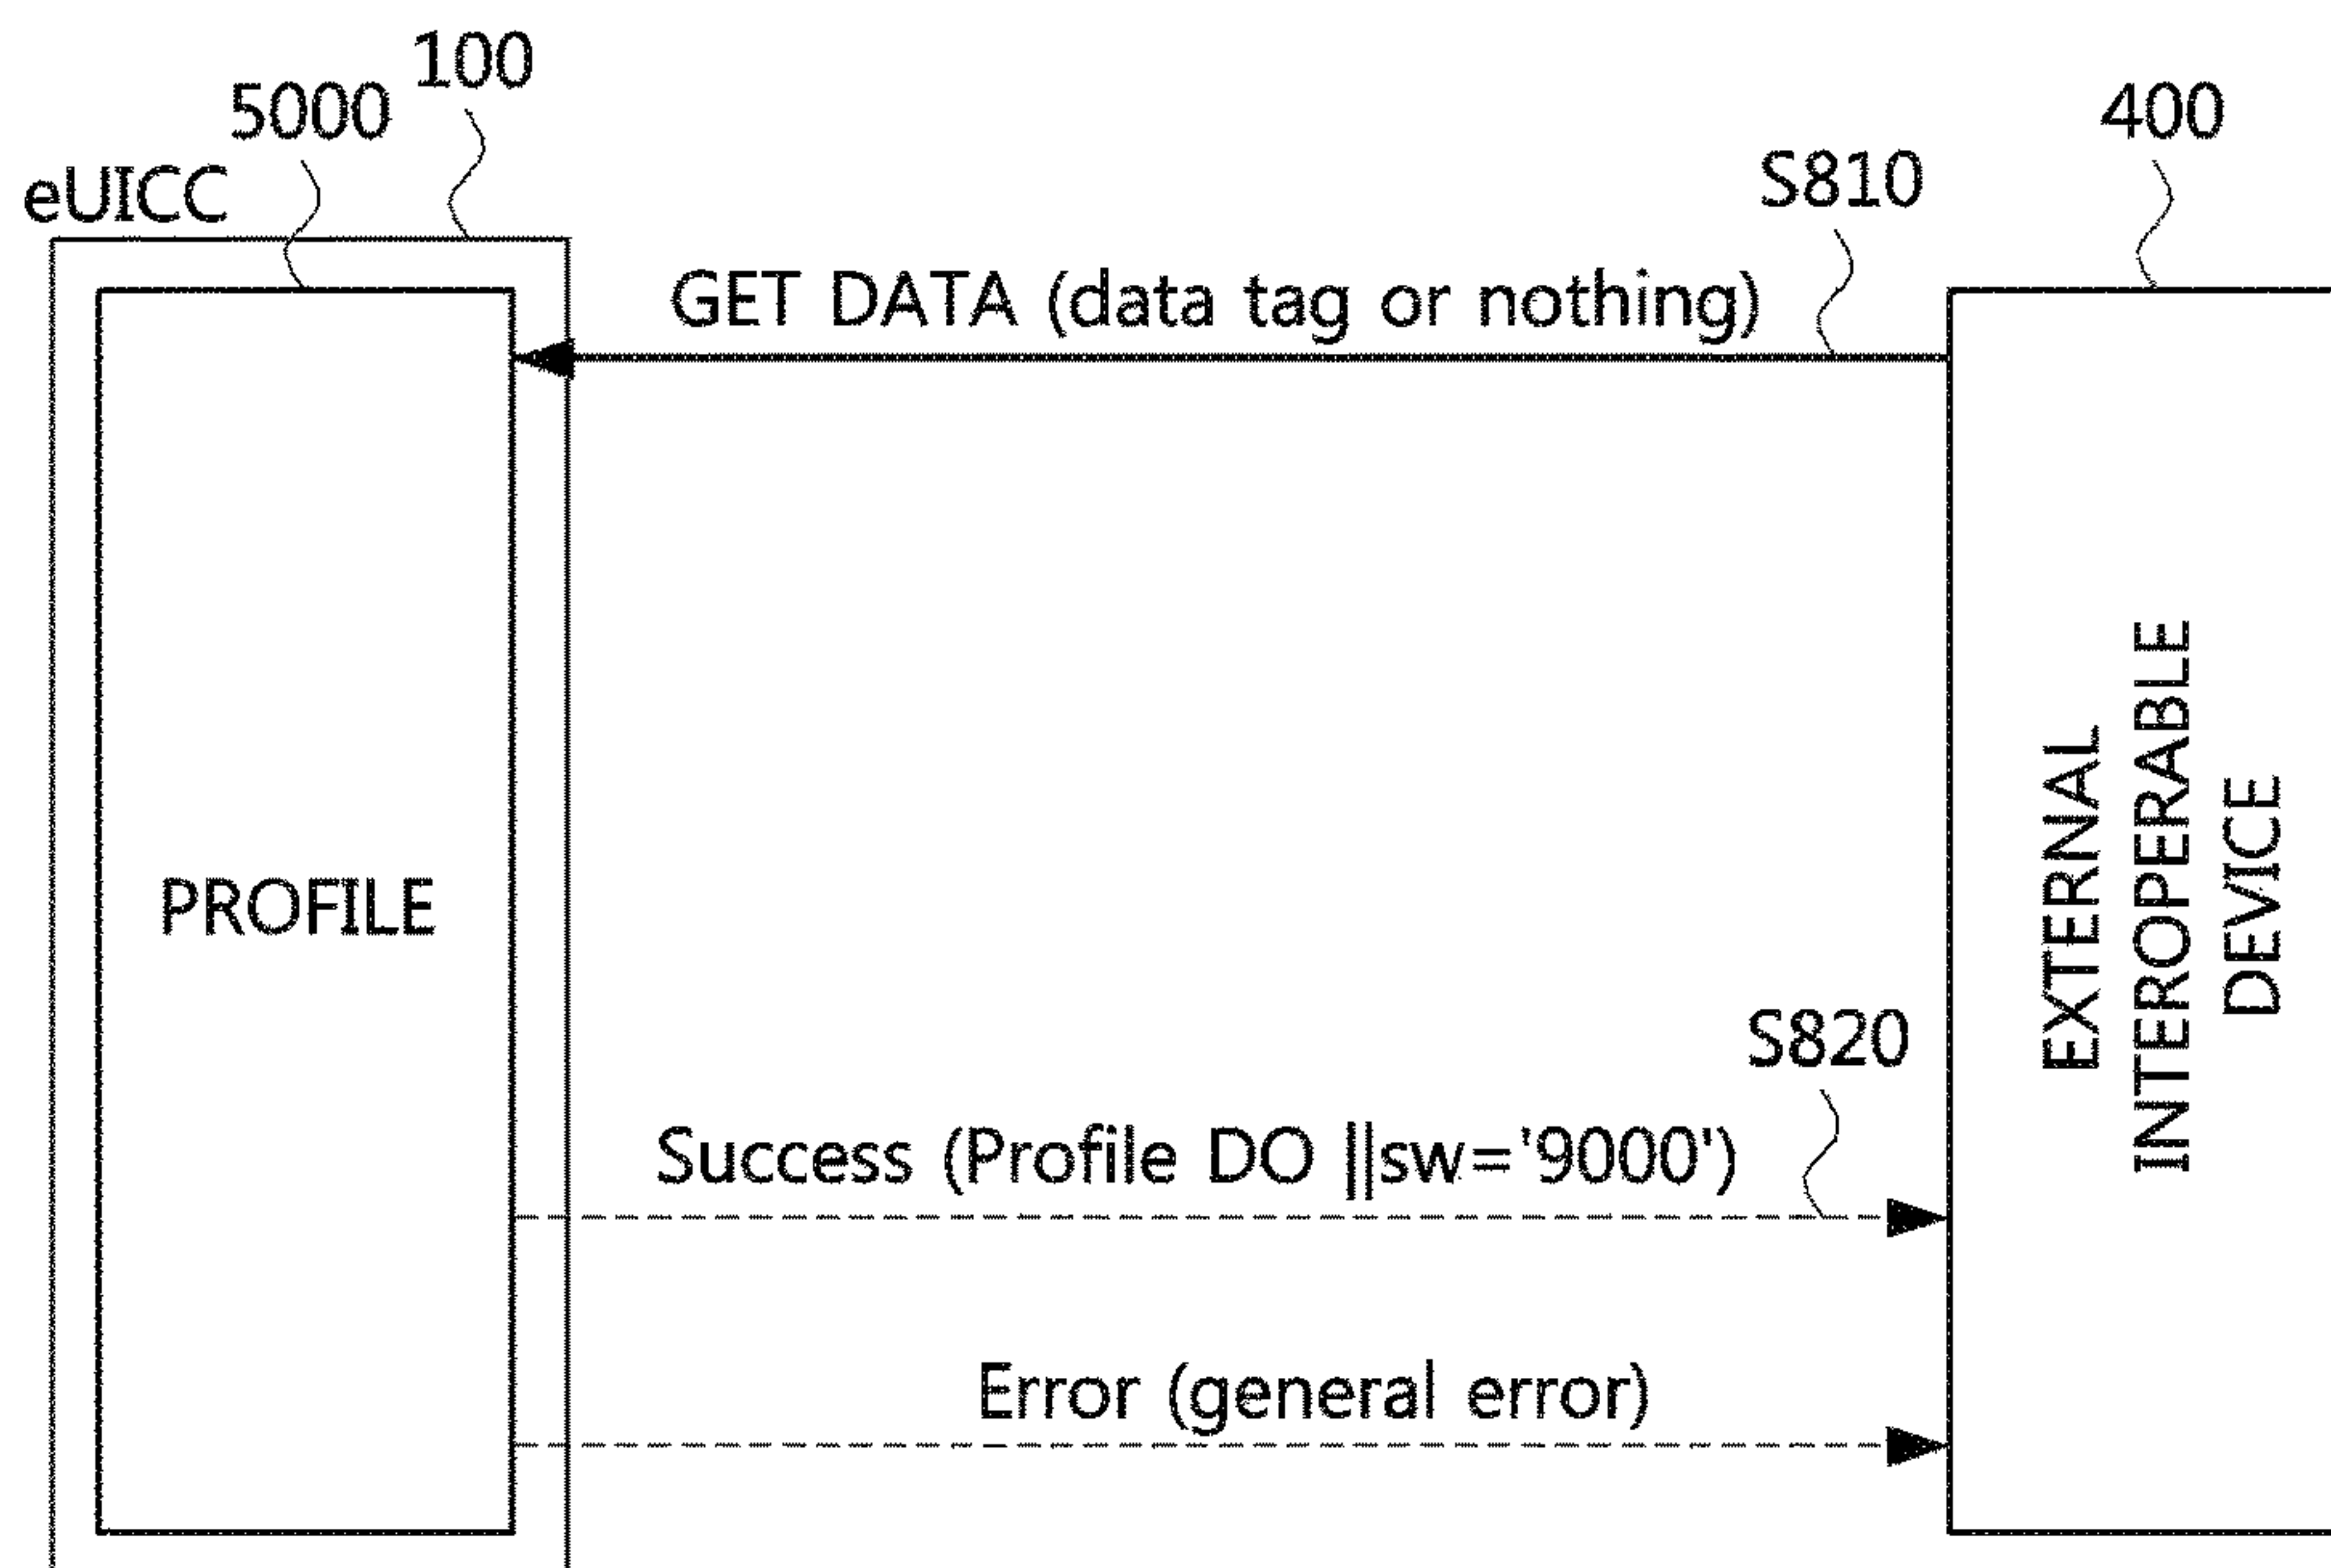 100
5000
400
eUICC
S810
GET DATA (data tag or nothing)
PROFILE
EXTERNAL
INTEROPERABLE
DEVICE
S820
Success (Profile DO ||sw='9000')
Error (general error)